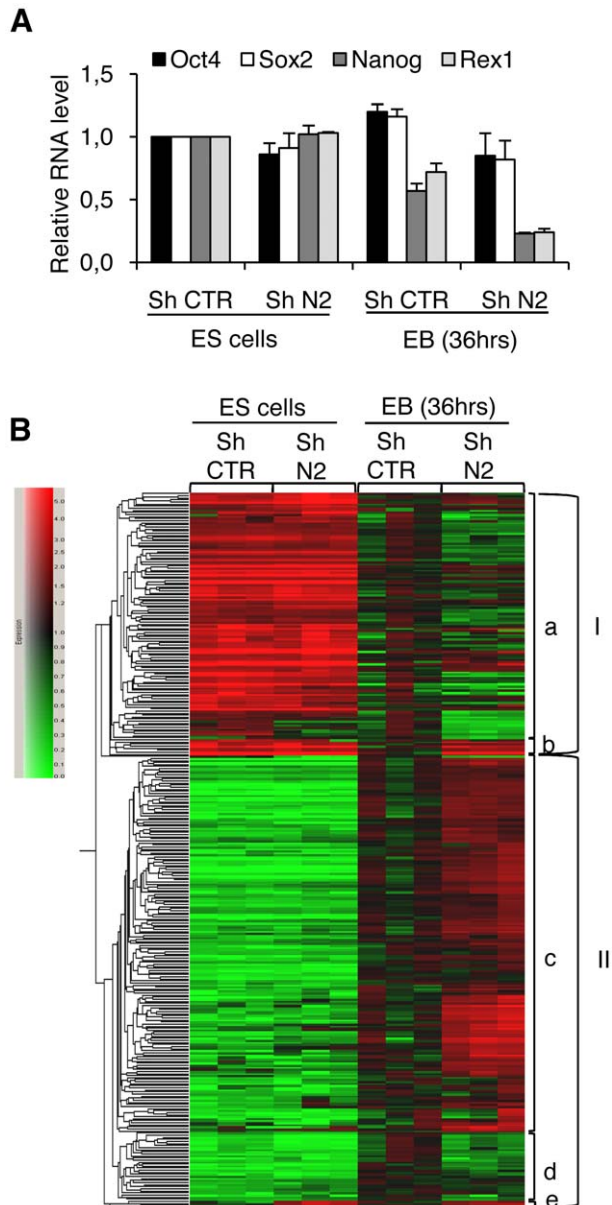 A
Oct4 Sox2 Nanog Rex1
Relative RNA level
1,5
1,0
0,5
0,0
Sh CTR Sh N2 Sh CTR Sh N2
ES cells EB (36hrs)
B
ES cells EB (36hrs)
Sh CTR Sh N2 Sh CTR Sh N2
Expression
5.0
4.0
3.0
2.5
2.0
1.5
1.2
1.0
0.9
0.8
0.7
0.6
0.5
0.4
0.3
0.2
0.1
0.0
a
b
I
c
II
d
e